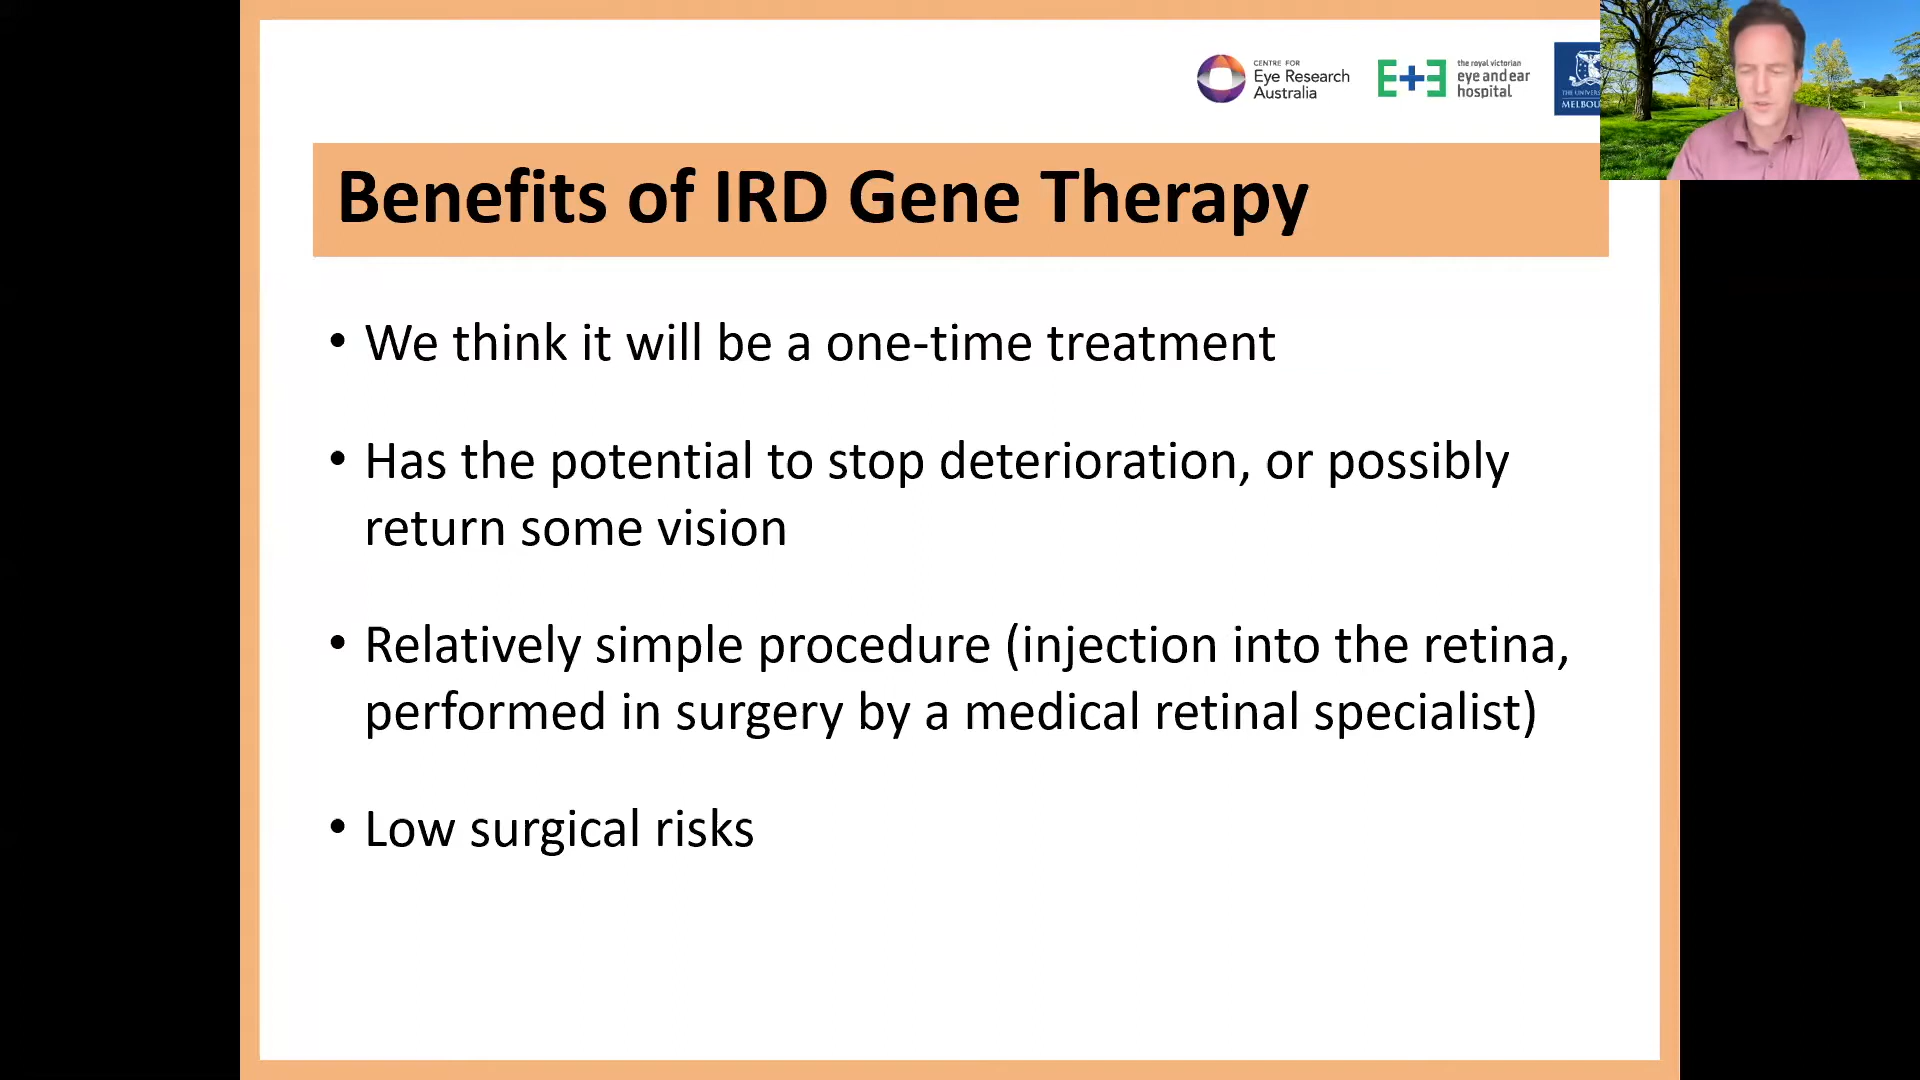 CENTRE FOR
Eye Research
Australia
E+E
the royal victorian
eye and ear
hospital
MELBOU
Benefits of IRD Gene Therapy
• We think it will be a one-time treatment
• Has the potential to stop deterioration, or possibly
return some vision
• Relatively simple procedure (injection into the retina,
performed in surgery by a medical retinal specialist)
• Low surgical risks